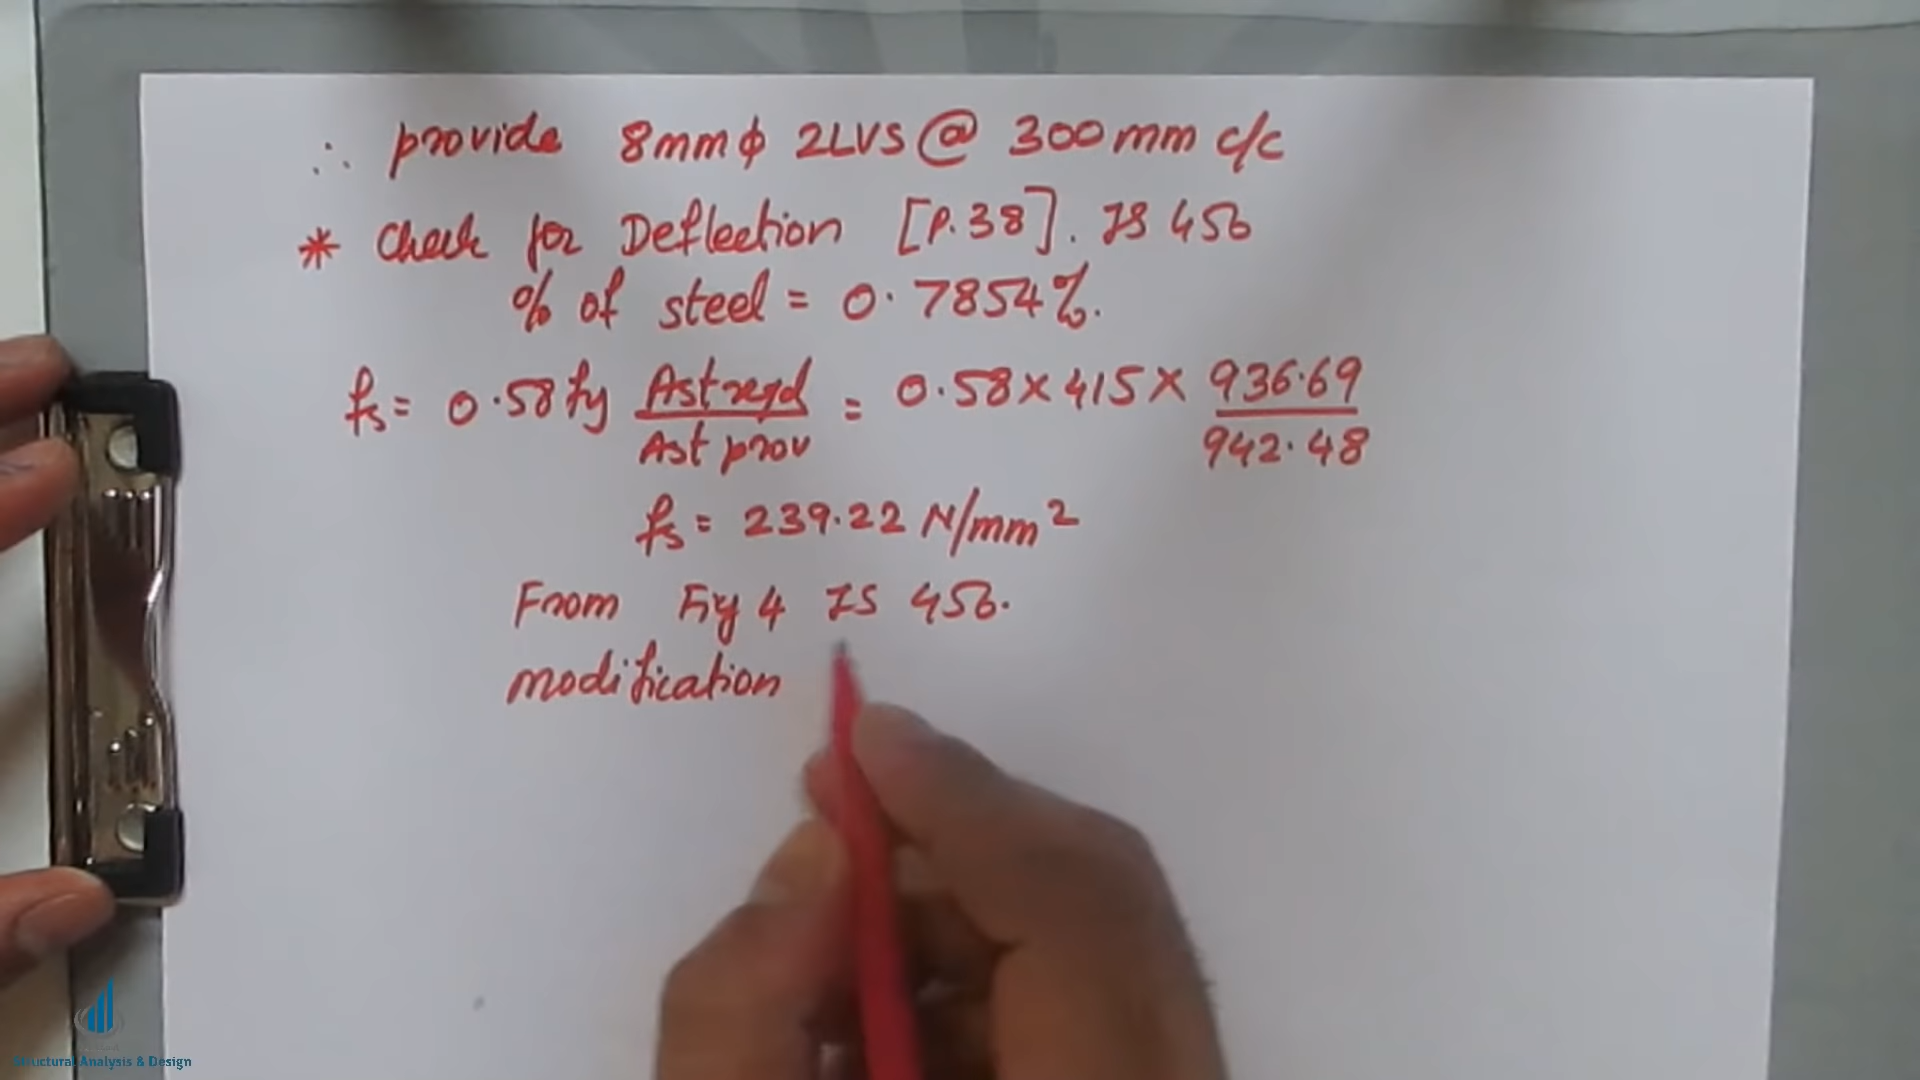 ∴ provide 8mmϕ 2LVS @ 300mm c/c
* Check for Deflection [P.38]. IS 456
% of steel = 0.7854%.
fs = 0.58 fy Ast reqd / Ast prov = 0.58 × 415 × 936.69 / 942.48
fs = 239.22 N/mm²
From Fig 4 IS 456.
modification
Structural Analysis & Design